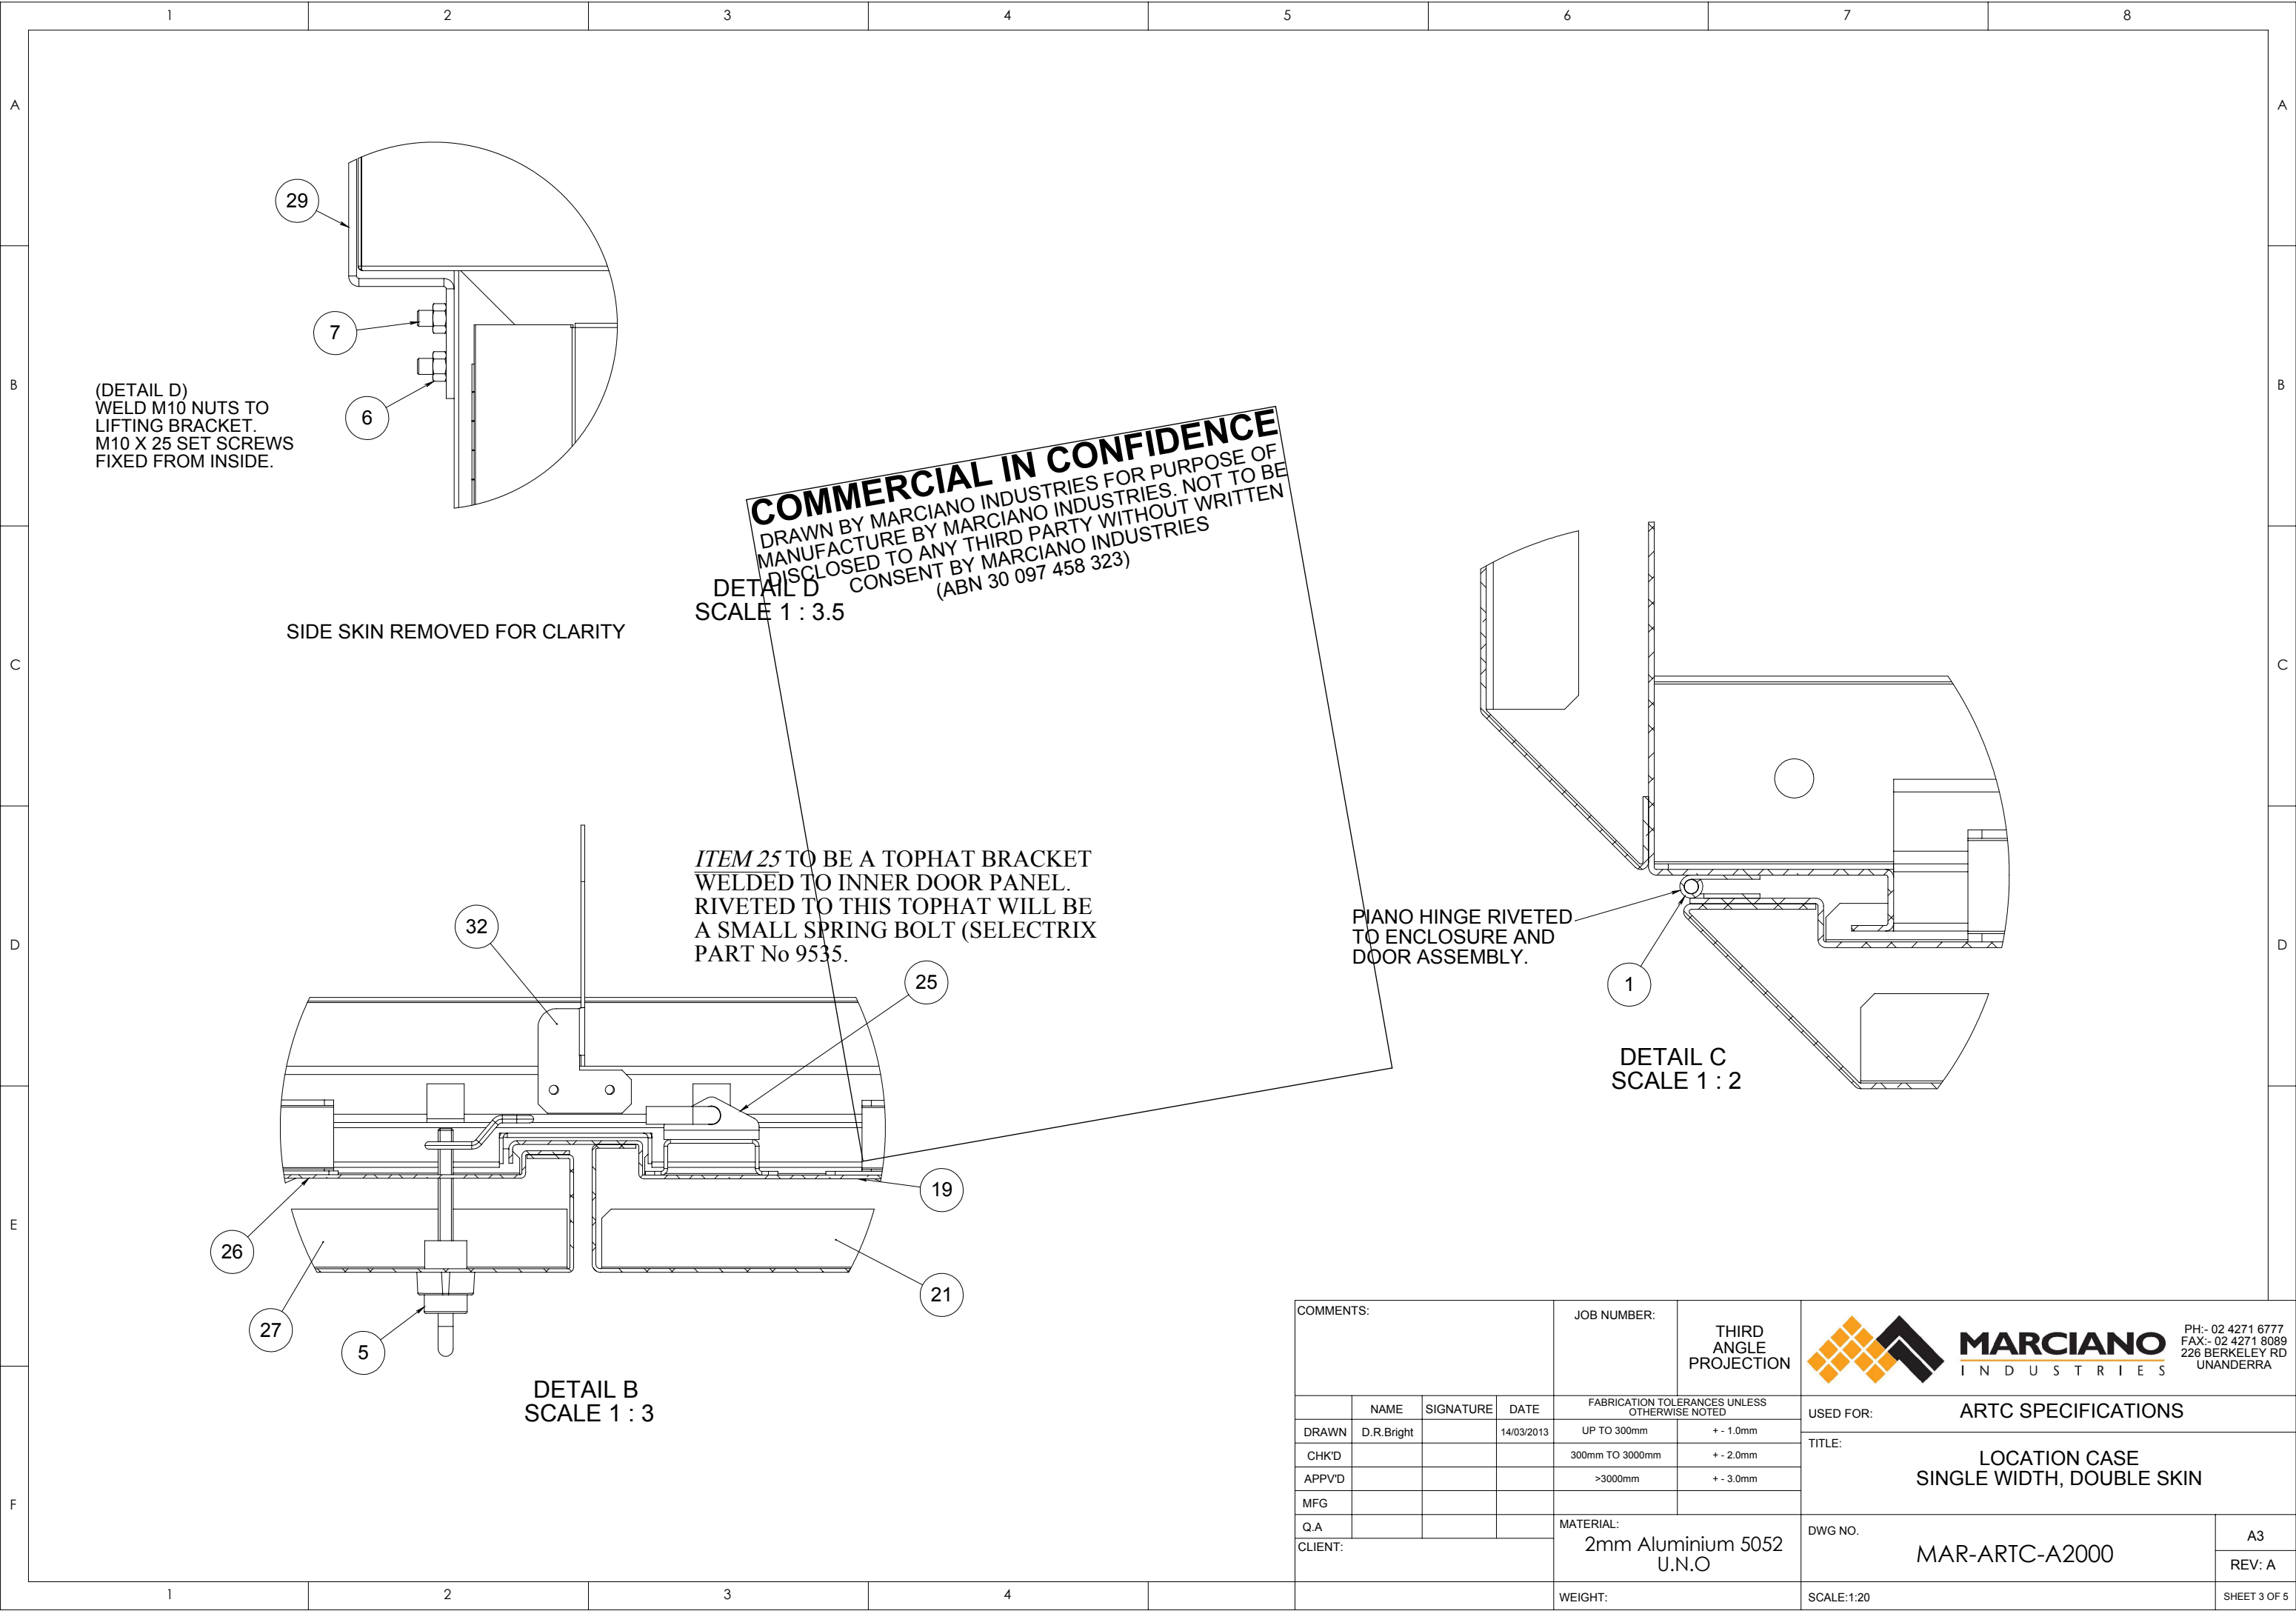 1 2 3 4 5 6 7 8
A A
B B
C C
D D
E
F
29
7
6
(DETAIL D)
WELD M10 NUTS TO
LIFTING BRACKET.
M10 X 25 SET SCREWS
FIXED FROM INSIDE.
SIDE SKIN REMOVED FOR CLARITY
DETAIL D
SCALE 1 : 3.5
COMMERCIAL IN CONFIDENCE
DRAWN BY MARCIANO INDUSTRIES FOR PURPOSE OF
MANUFACTURE BY MARCIANO INDUSTRIES. NOT TO BE
DISCLOSED TO ANY THIRD PARTY WITHOUT WRITTEN
CONSENT BY MARCIANO INDUSTRIES
(ABN 30 097 458 323)
ITEM 25 TO BE A TOPHAT BRACKET
WELDED TO INNER DOOR PANEL.
RIVETED TO THIS TOPHAT WILL BE
A SMALL SPRING BOLT (SELECTRIX
PART No 9535.
32
25
19
26
21
27
5
DETAIL B
SCALE 1 : 3
PIANO HINGE RIVETED
TO ENCLOSURE AND
DOOR ASSEMBLY.
1
DETAIL C
SCALE 1 : 2
COMMENTS:
JOB NUMBER:
THIRD
ANGLE
PROJECTION
MARCIANO
INDUSTRIES
PH:- 02 4271 6777
FAX:- 02 4271 8089
226 BERKELEY RD
UNANDERRA
NAME SIGNATURE DATE
FABRICATION TOLERANCES UNLESS
OTHERWISE NOTED
USED FOR: ARTC SPECIFICATIONS
DRAWN D.R.Bright 14/03/2013
UP TO 300mm + - 1.0mm
CHK'D
300mm TO 3000mm + - 2.0mm
APPV'D
>3000mm + - 3.0mm
MFG
Q.A
TITLE:
LOCATION CASE
SINGLE WIDTH, DOUBLE SKIN
CLIENT:
MATERIAL:
2mm Aluminium 5052
U.N.O
DWG NO.
MAR-ARTC-A2000
A3
REV: A
WEIGHT:
SCALE:1:20
SHEET 3 OF 5
1 2 3 4